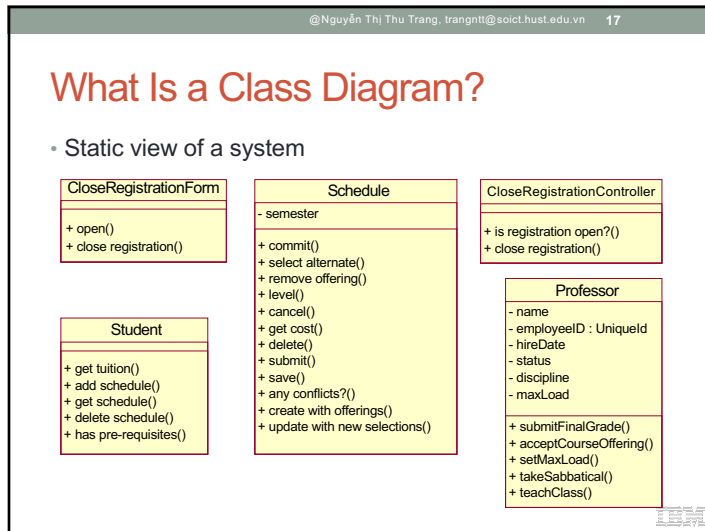 @Nguyễn Thị Thu Trang, trangntt@soict.hust.edu.vn 17
What Is a Class Diagram?
• Static view of a system
CloseRegistrationForm
+ open()
+ close registration()
Schedule
- semester
+ commit()
+ select alternate()
+ remove offering()
+ level()
+ cancel()
+ get cost()
+ delete()
+ submit()
+ save()
+ any conflicts?()
+ create with offerings()
+ update with new selections()
CloseRegistrationController
+ is registration open?()
+ close registration()
Student
+ get tuition()
+ add schedule()
+ get schedule()
+ delete schedule()
+ has pre-requisites()
Professor
- name
- employeeID : UniqueId
- hireDate
- status
- discipline
- maxLoad
+ submitFinalGrade()
+ acceptCourseOffering()
+ setMaxLoad()
+ takeSabbatical()
+ teachClass()
IBM